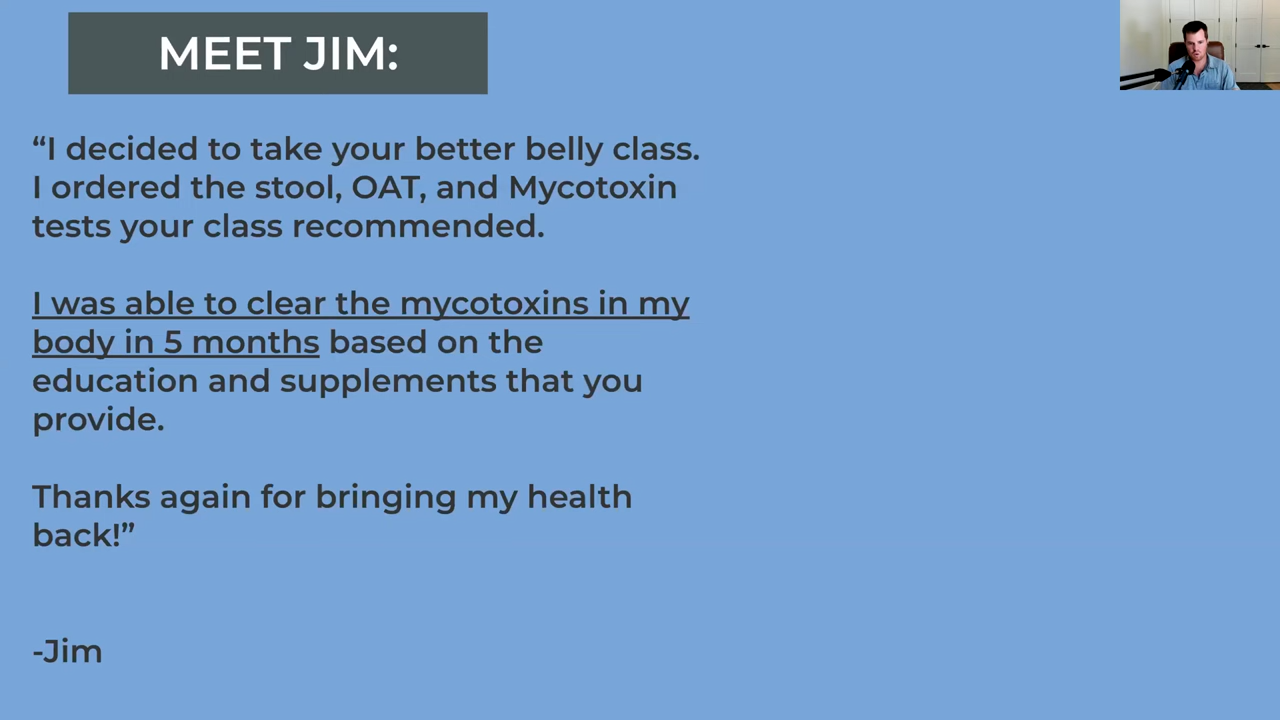 MEET JIM:
“I decided to take your better belly class.
I ordered the stool, OAT, and Mycotoxin
tests your class recommended.
I was able to clear the mycotoxins in my
body in 5 months based on the
education and supplements that you
provide.
Thanks again for bringing my health
back!”
-Jim